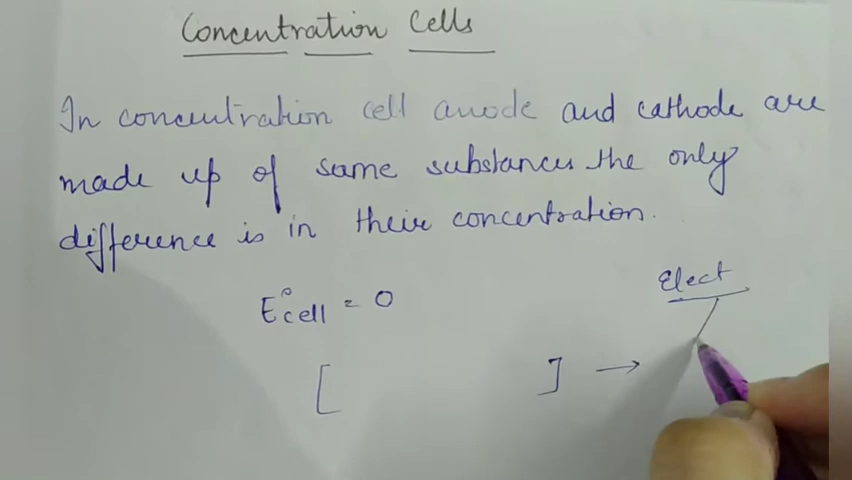 Concentration Cells
In concentration cell anode and cathode are
made up of same substances the only
difference is in their concentration.
E°cell = 0
Elect
[ ] →